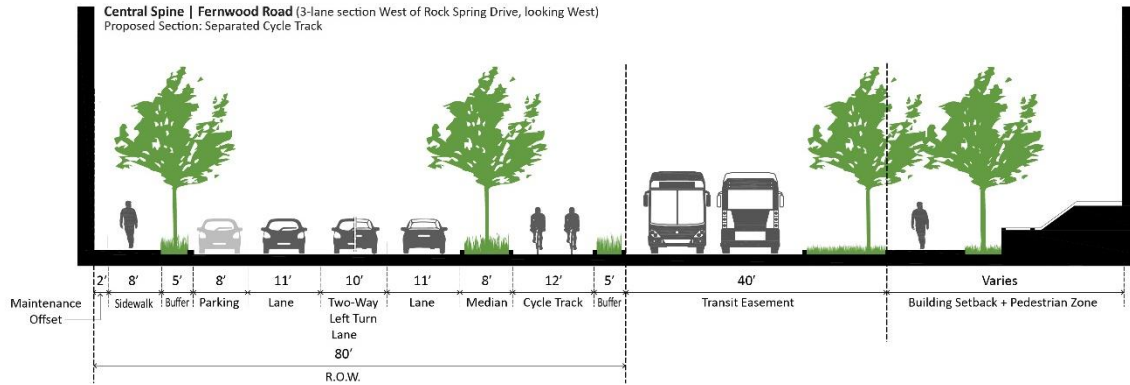 Central Spine | Fernwood Road (3-lane section West of Rock Spring Drive, looking West)
Proposed Section: Separated Cycle Track
2’ 8’ 5’ 8’ 11’ 10’ 11’ 8’ 12’ 5’ 40’ Varies
Maintenance Offset
Sidewalk
Buffer
Parking
Lane
Two-Way
Left Turn
Lane
Lane
Median
Cycle Track
Buffer
Transit Easement
Building Setback + Pedestrian Zone
80’
R.O.W.